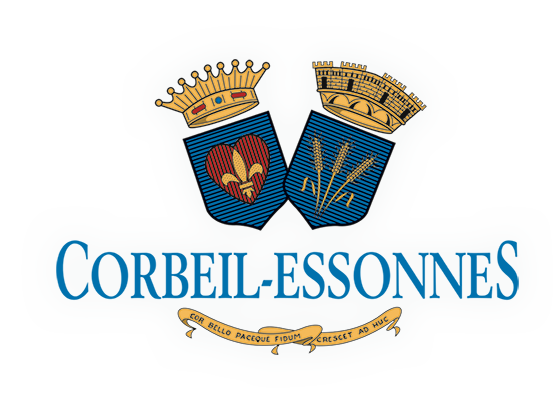 CORBEIL-ESSONNES
COR BELLO PACEQUE FIDUM CRESCET AD HUC